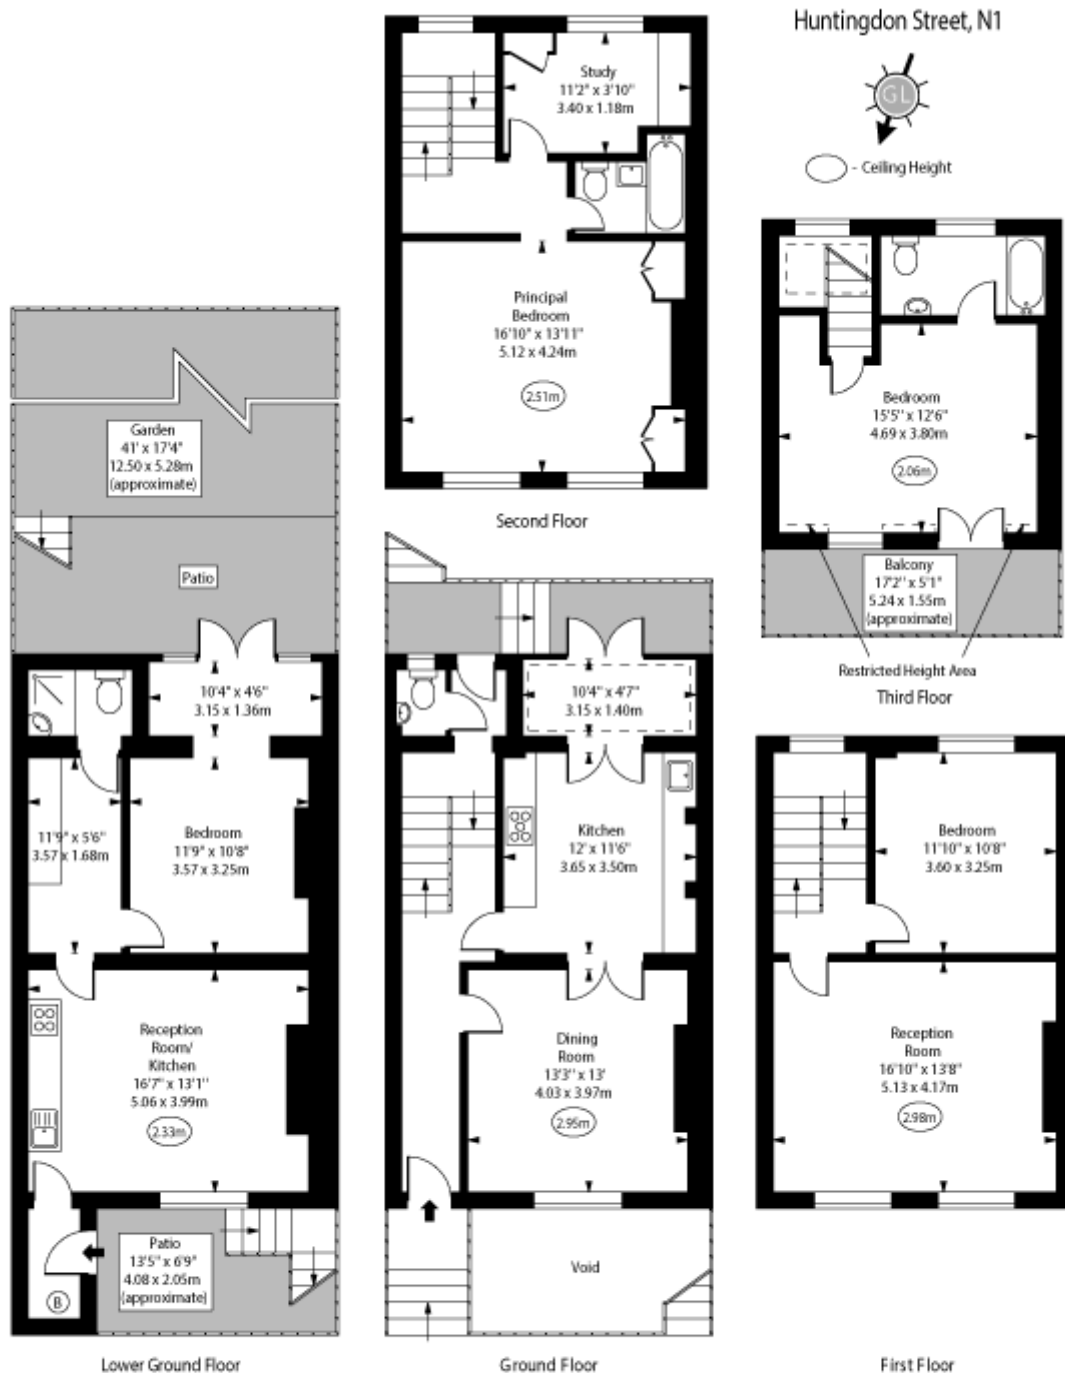 Huntingdon Street, N1
GL
- Ceiling Height
Study
11'2" x 3'10"
3.40 x 1.18m
Principal
Bedroom
16'10" x 13'11"
5.12 x 4.24m
2.51m
Second Floor
Bedroom
15'5" x 12'6"
4.69 x 3.80m
2.06m
Balcony
17'2" x 5'1"
5.24 x 1.55m
(approximate)
Restricted Height Area
Third Floor
Garden
41' x 17'4"
12.50 x 5.28m
(approximate)
Patio
10'4" x 4'6"
3.15 x 1.36m
11'9" x 5'6"
3.57 x 1.68m
Bedroom
11'9" x 10'8"
3.57 x 3.25m
Reception
Room/
Kitchen
16'7" x 13'1"
5.06 x 3.99m
2.33m
Patio
13'5" x 6'9"
4.08 x 2.05m
(approximate)
B
Lower Ground Floor
10'4" x 4'7"
3.15 x 1.40m
Kitchen
12' x 11'6"
3.65 x 3.50m
Dining
Room
13'3" x 13'
4.03 x 3.97m
2.95m
Void
Ground Floor
Bedroom
11'10" x 10'8"
3.60 x 3.25m
Reception
Room
16'10" x 13'8"
5.13 x 4.17m
2.98m
First Floor